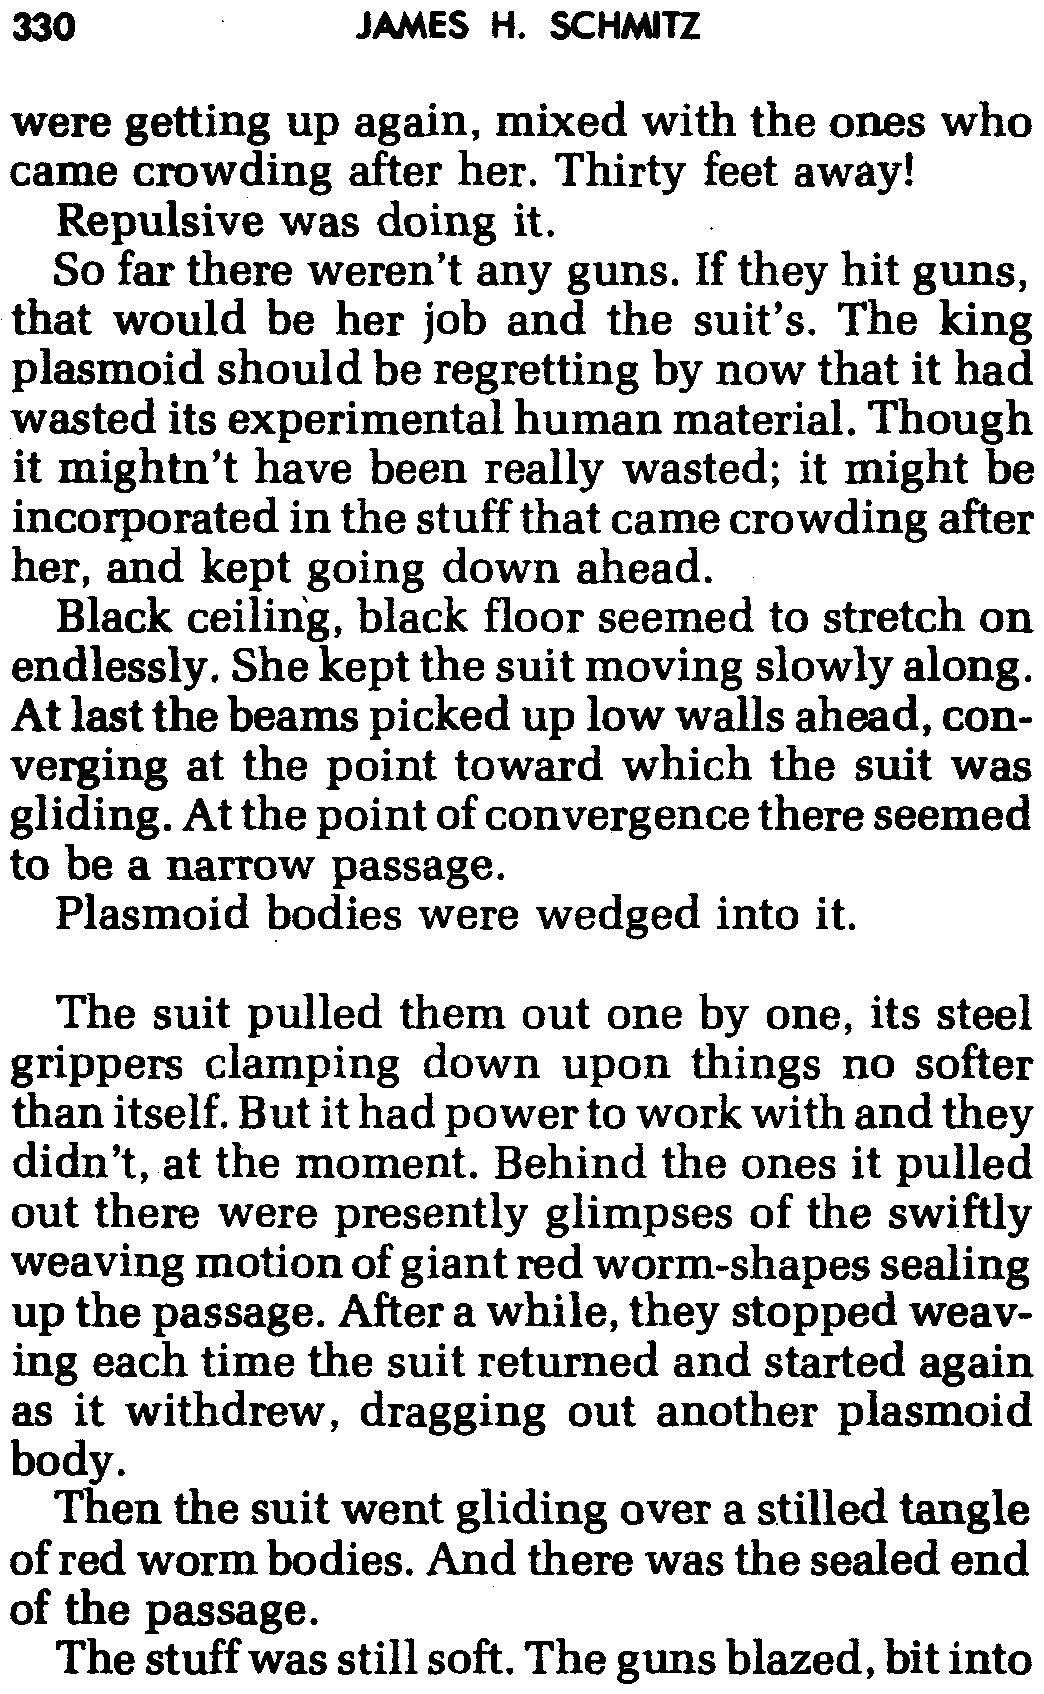 330 JAMES H. SCHMITZ
were getting up again, mixed with the ones who
came crowding after her. Thirty feet away!
Repulsive was doing it.
So far there weren't any guns. If they hit guns,
that would be her job and the suit's. The king
plasmoid should be regretting by now that it had
wasted its experimental human material. Though
it mightn't have been really wasted; it might be
incorporated in the stuff that came crowding after
her, and kept going down ahead.
Black ceiling, black floor seemed to stretch on
endlessly. She kept the suit moving slowly along.
At last the beams picked up low walls ahead, con-
verging at the point toward which the suit was
gliding. At the point of convergence there seemed
to be a narrow passage.
Plasmoid bodies were wedged into it.
The suit pulled them out one by one, its steel
grippers clamping down upon things no softer
than itself. But it had power to work with and they
didn't, at the moment. Behind the ones it pulled
out there were presently glimpses of the swiftly
weaving motion of giant red worm-shapes sealing
up the passage. After a while, they stopped weav-
ing each time the suit returned and started again
as it withdrew, dragging out another plasmoid
body.
Then the suit went gliding over a stilled tangle
of red worm bodies. And there was the sealed end
of the passage.
The stuff was still soft. The guns blazed, bit into